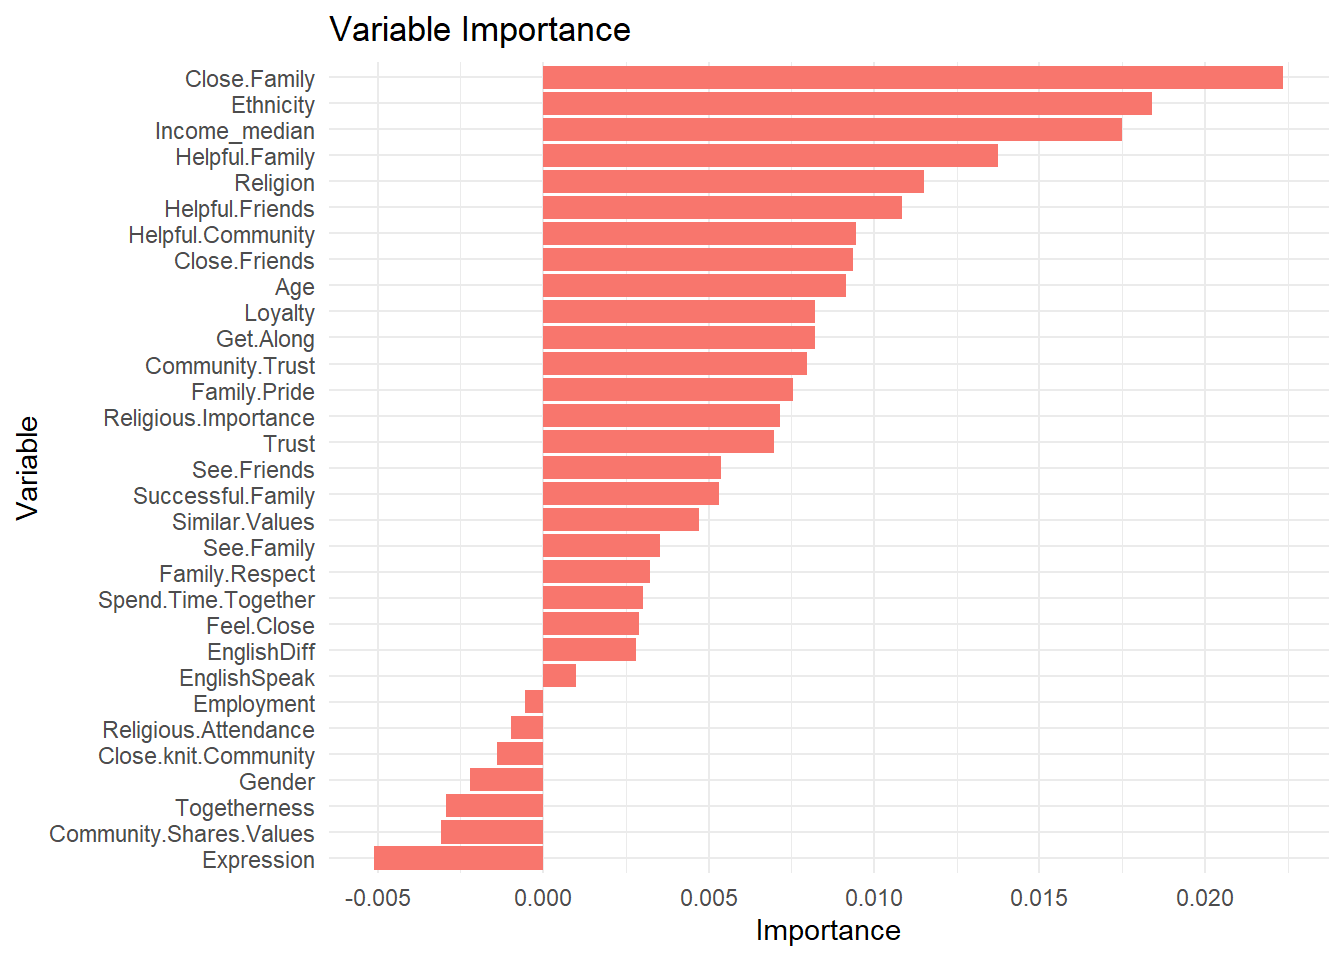 Variable Importance
Close.Family
Ethnicity
Income_median
Helpful.Family
Religion
Helpful.Friends
Helpful.Community
Close.Friends
Age
Loyalty
Get.Along
Community.Trust
Family.Pride
Religious.Importance
Trust
See.Friends
Successful.Family
Similar.Values
See.Family
Family.Respect
Spend.Time.Together
Feel.Close
EnglishDiff
EnglishSpeak
Employment
Religious.Attendance
Close.knit.Community
Gender
Togetherness
Community.Shares.Values
Expression
Variable
-0.005 0.000 0.005 0.010 0.015 0.020
Importance